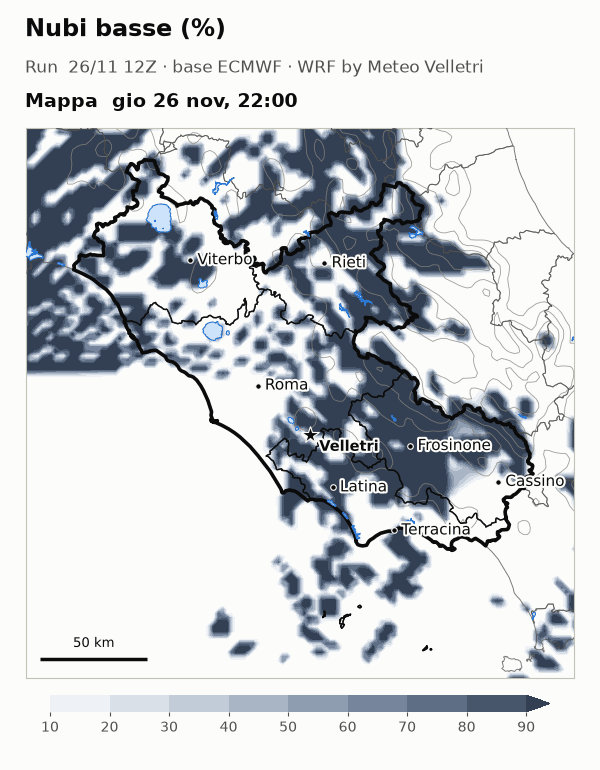 Nubi basse (%)
Run  26/11 12Z · base ECMWF · WRF by Meteo Velletri
Mappa  gio 26 nov, 22:00
Viterbo
Rieti
Roma
Velletri
Frosinone
Latina
Cassino
Terracina
50 km
10 20 30 40 50 60 70 80 90